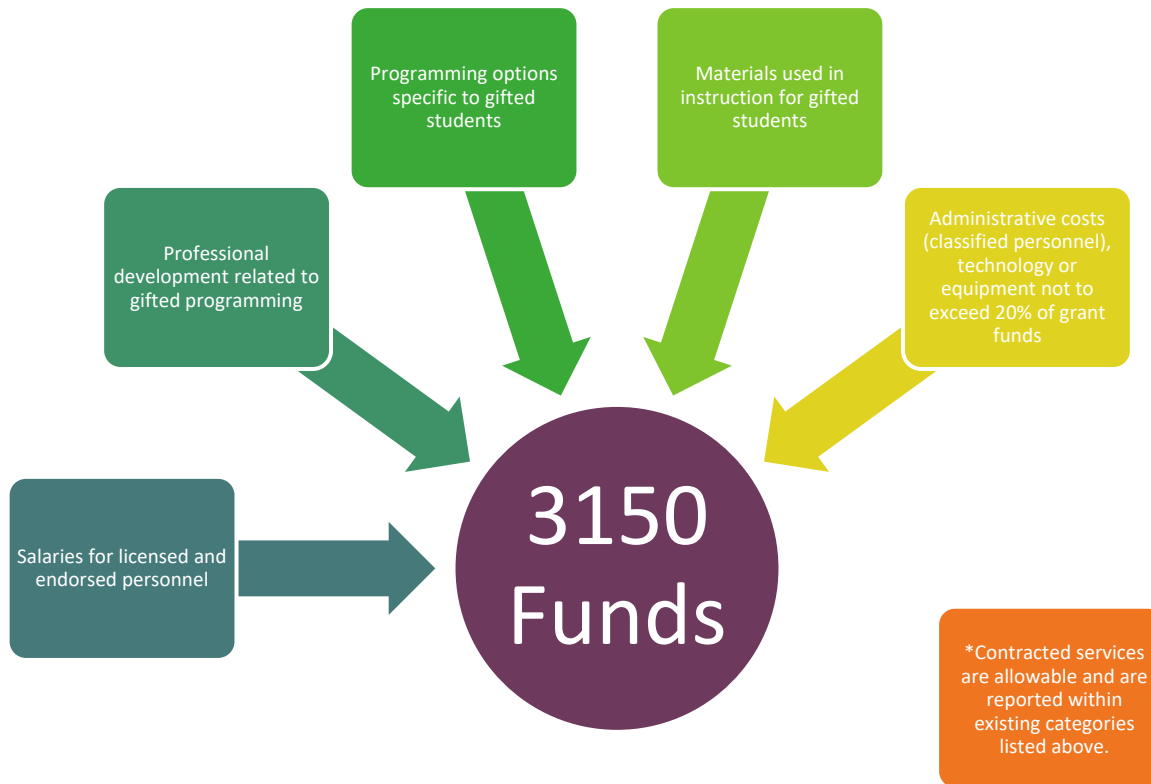 Programming options
specific to gifted
students
Materials used in
instruction for gifted
students
Professional
development related to
gifted programming
Administrative costs
(classified personnel),
technology or
equipment not to
exceed 20% of grant
funds
Salaries for licensed and
endorsed personnel
3150
Funds
*Contracted services
are allowable and are
reported within
existing categories
listed above.